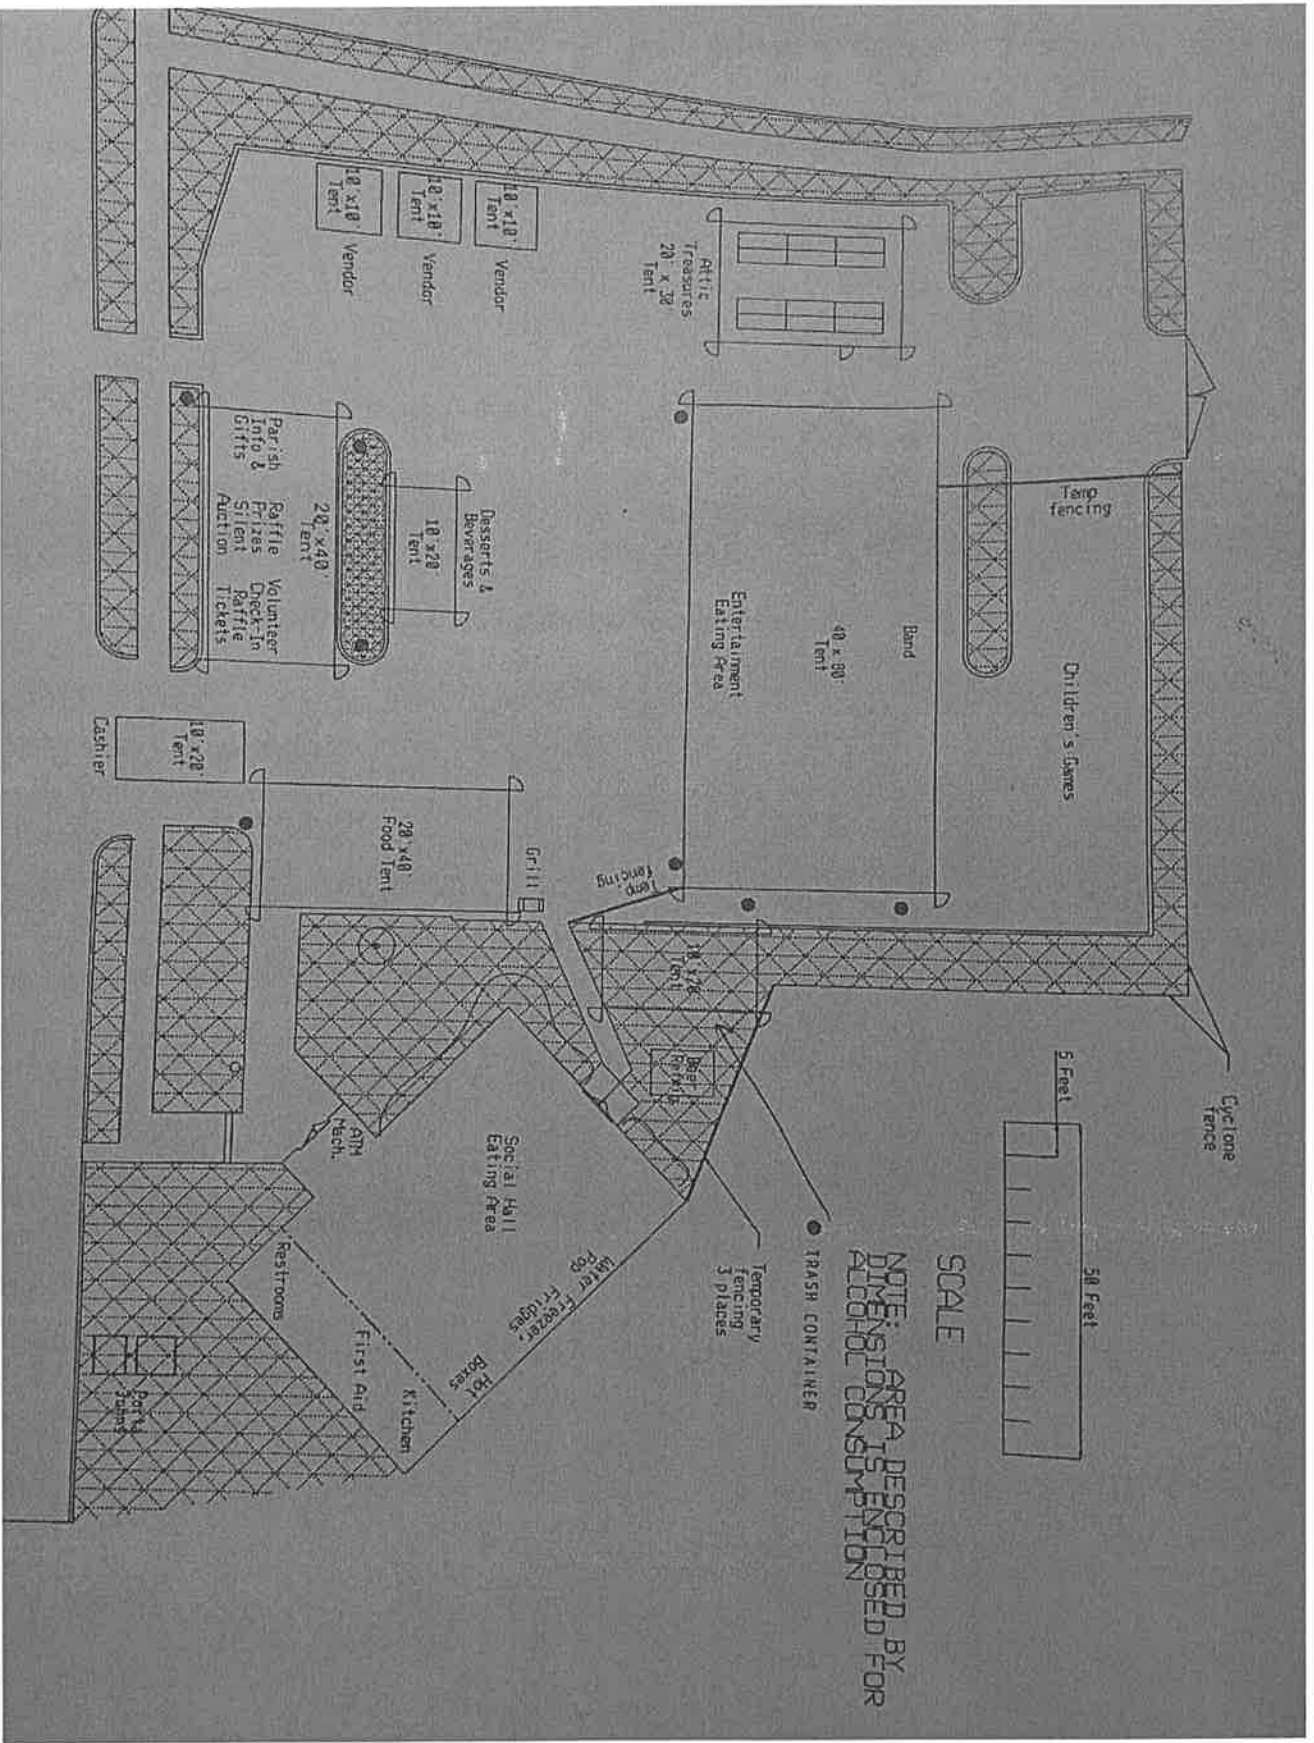 Cyclone
fence
5 Feet
50 Feet
SCALE
NOTE: AREA DESCRIBED BY
DIMENSIONS IS ENCLOSED FOR
ALCOHOL CONSUMPTION
TRASH CONTAINER
Temporary
fencing
3 places
Temp
fencing
Children's Games
Band
40 x 80'
Tent
Entertainment
Eating Area
Attic
Treasures
20' x 30'
Tent
10'x10'
Tent
Vendor
10'x10'
Tent
Vendor
10'x10'
Tent
Vendor
Desserts &
Beverages
10'x20'
Tent
20'x40'
Tent
Parish
Info &
Gifts
Raffle
Prizes
Silent
Auction
Volunteer
Check-In
Raffle
Tickets
10'x20'
Tent
Cashier
20'x40'
Food Tent
Grill
Temp
fencing
10'x20'
Tent
Beer
Refrig
Social Hall
Eating Area
Water Freezer,
Pop Fridges
Hot
Boxes
ATM
Mach.
Restrooms
First Aid
Kitchen
Porta